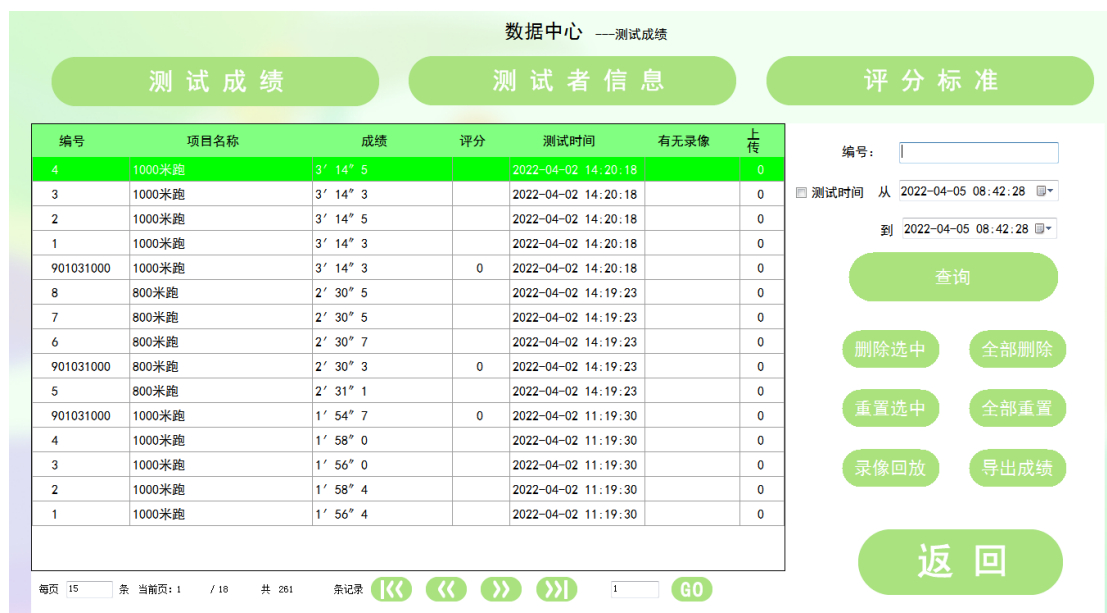 数据中心 ---测试成绩
测试成绩 测试者信息 评分标准
编号 项目名称 成绩 评分 测试时间 有无录像 上传
4 1000米跑 3′ 14″ 5 2022-04-02 14:20:18 0
3 1000米跑 3′ 14″ 3 2022-04-02 14:20:18 0
2 1000米跑 3′ 14″ 5 2022-04-02 14:20:18 0
1 1000米跑 3′ 14″ 3 2022-04-02 14:20:18 0
901031000 1000米跑 3′ 14″ 3 0 2022-04-02 14:20:18 0
8 800米跑 2′ 30″ 5 2022-04-02 14:19:23 0
7 800米跑 2′ 30″ 5 2022-04-02 14:19:23 0
6 800米跑 2′ 30″ 7 2022-04-02 14:19:23 0
901031000 800米跑 2′ 30″ 3 0 2022-04-02 14:19:23 0
5 800米跑 2′ 31″ 1 2022-04-02 14:19:23 0
901031000 1000米跑 1′ 54″ 7 0 2022-04-02 11:19:30 0
4 1000米跑 1′ 58″ 0 2022-04-02 11:19:30 0
3 1000米跑 1′ 56″ 0 2022-04-02 11:19:30 0
2 1000米跑 1′ 58″ 4 2022-04-02 11:19:30 0
1 1000米跑 1′ 56″ 4 2022-04-02 11:19:30 0
每页 15 条 当前页: 1 / 18 共 261 条记录 1 GO
编号:
测试时间 从 2022-04-05 08:42:28
到 2022-04-05 08:42:28
查询
删除选中 全部删除
重置选中 全部重置
录像回放 导出成绩
返回